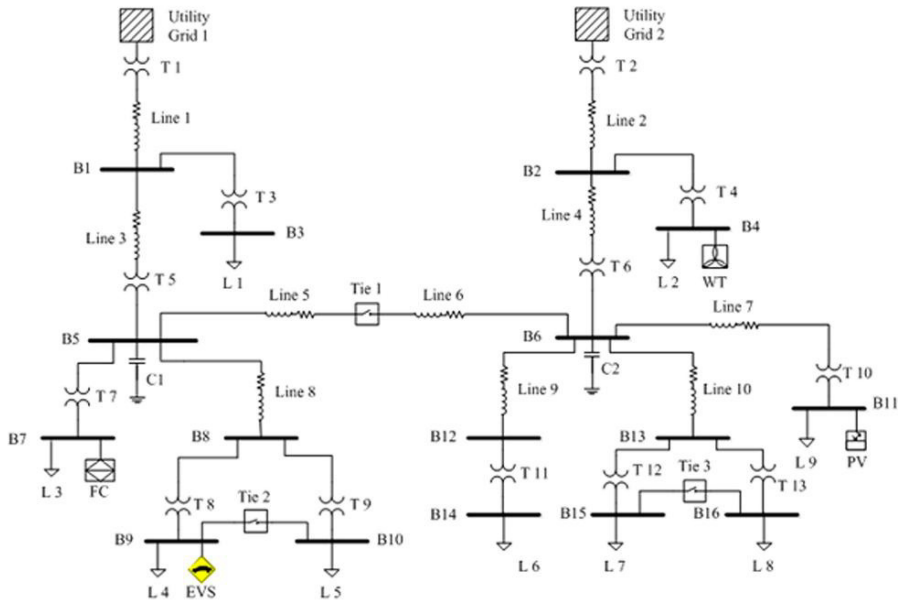 Utility
Grid 1
Utility
Grid 2
T 1
T 2
Line 1
Line 2
B1
B2
T 3
T 4
Line 3
Line 4
B3
B4
L 1
L 2
WT
T 5
T 6
Line 5
Tie 1
Line 6
Line 7
B5
B6
C1
C2
T 7
Line 8
Line 9
Line 10
T 10
B11
B7
B8
B12
B13
L 9
PV
L 3
FC
T 8
Tie 2
T 9
T 11
T 12
Tie 3
T 13
B9
B10
B14
B15
B16
L 4
EVS
L 5
L 6
L 7
L 8